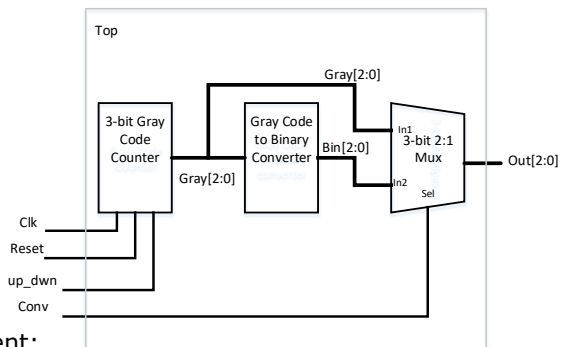 Top
Gray[2:0]
3-bit Gray
Code
Counter
Gray Code
to Binary
Converter
In1
3-bit 2:1
Mux
Bin[2:0]
Out[2:0]
Gray[2:0]
In2
Sel
Clk
Reset
up_dwn
Conv
ent: